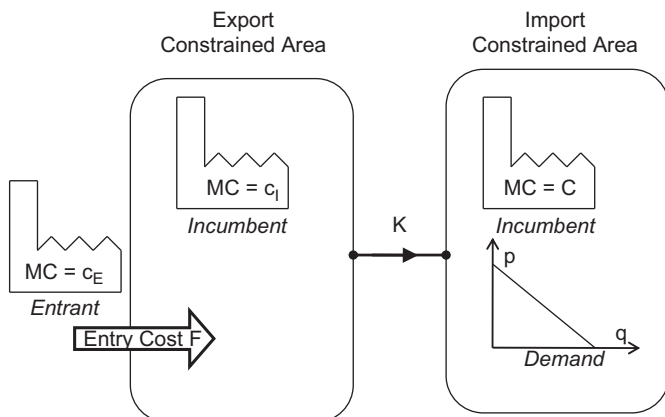 Export
Constrained Area
Import
Constrained Area
MC = c_I
Incumbent
K
MC = C
Incumbent
MC = c_E
Entrant
Entry Cost F
p
q
Demand